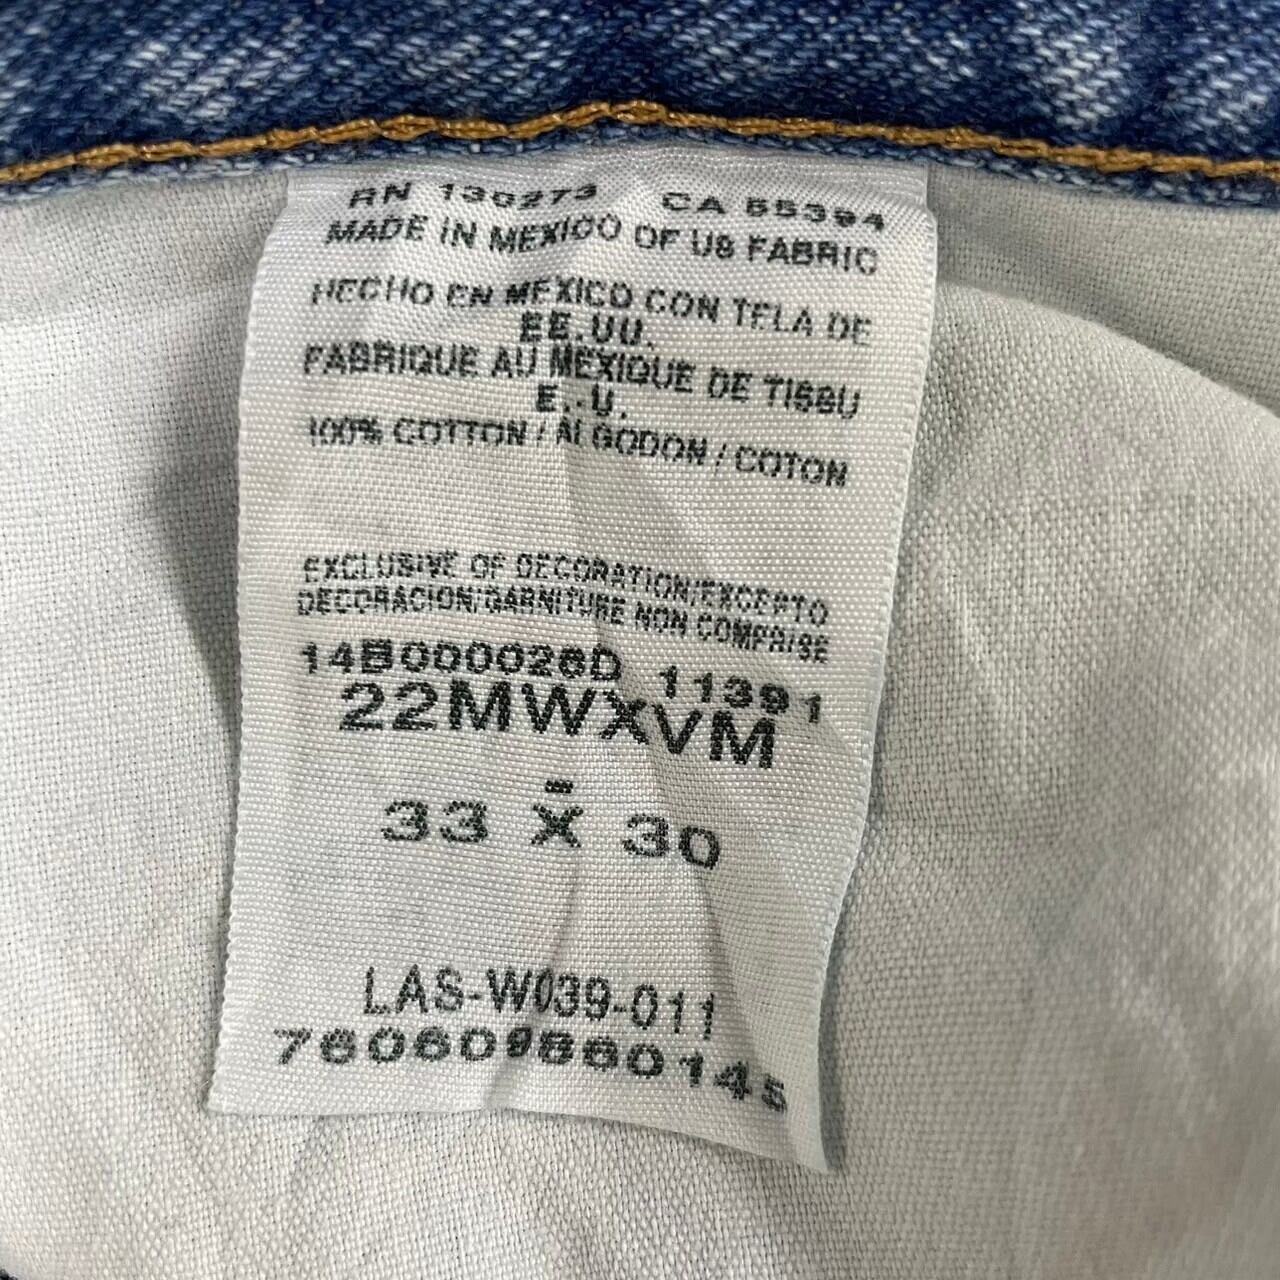 RN 130273 CA 55394
MADE IN MEXICO OF US FABRIC
HECHO EN MEXICO CON TELA DE
EE.UU.
FABRIQUE AU MEXIQUE DE TISSU
E.-U.
100% COTTON / ALGODON / COTON
EXCLUSIVE OF DECORATION/EXCEPTO
DECORACION/GARNITURE NON COMPRISE
14B000026D 11391
22MWXVM
-
33 X 30
LAS-W039-011